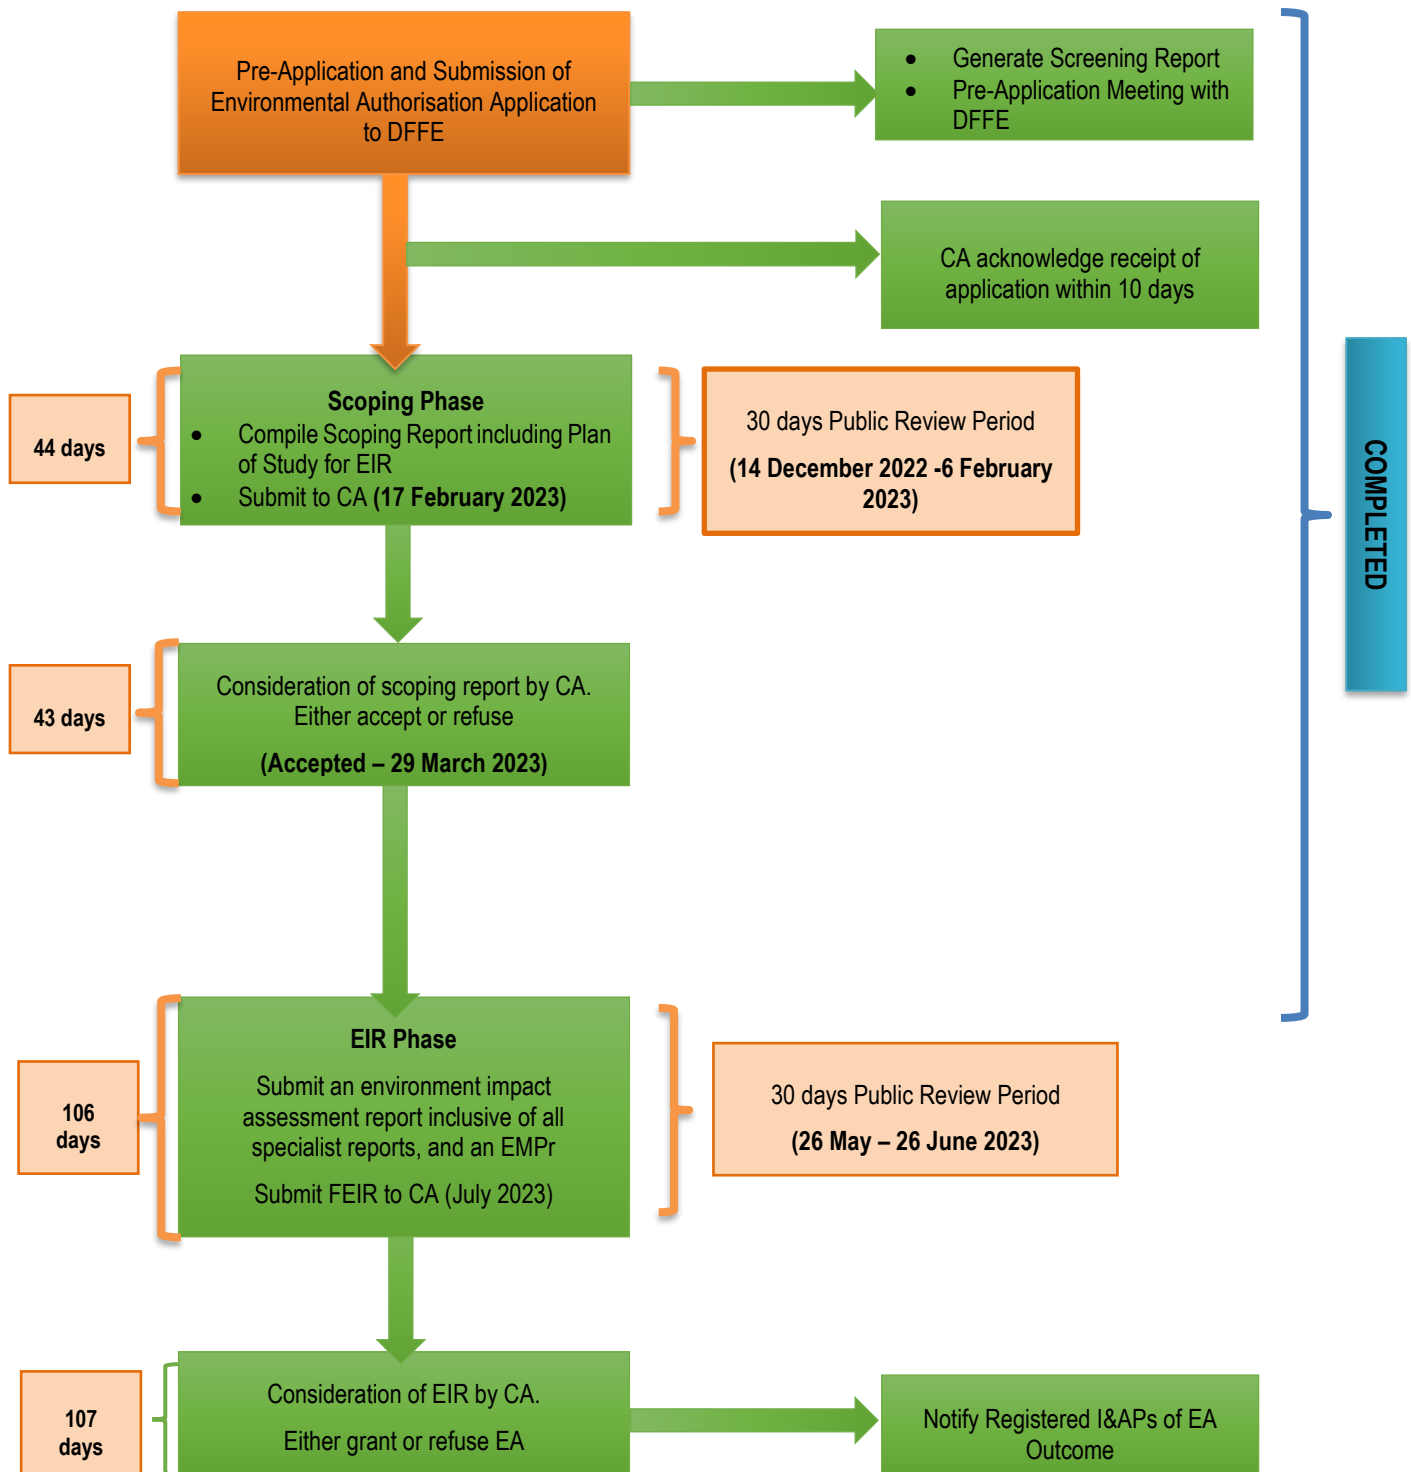 Pre-Application and Submission of
Environmental Authorisation Application
to DFFE
• Generate Screening Report
• Pre-Application Meeting with
DFFE
CA acknowledge receipt of
application within 10 days
COMPLETED
44 days
Scoping Phase
• Compile Scoping Report including Plan
of Study for EIR
• Submit to CA (17 February 2023)
30 days Public Review Period
(14 December 2022 -6 February
2023)
43 days
Consideration of scoping report by CA.
Either accept or refuse
(Accepted – 29 March 2023)
106
days
EIR Phase
Submit an environment impact
assessment report inclusive of all
specialist reports, and an EMPr
Submit FEIR to CA (July 2023)
30 days Public Review Period
(26 May – 26 June 2023)
107
days
Consideration of EIR by CA.
Either grant or refuse EA
Notify Registered I&APs of EA
Outcome